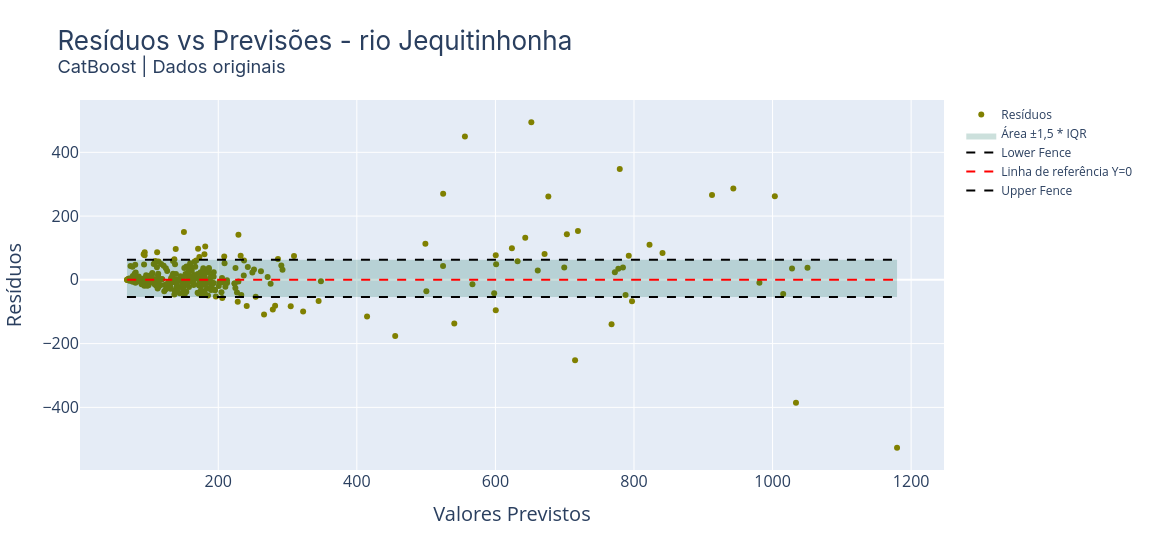 Resíduos vs Previsões - rio Jequitinhonha
CatBoost | Dados originais
Resíduos
Área ±1,5 * IQR
Lower Fence
Linha de referência Y=0
Upper Fence
Resíduos
400
200
0
−200
−400
200
400
600
800
1000
1200
Valores Previstos